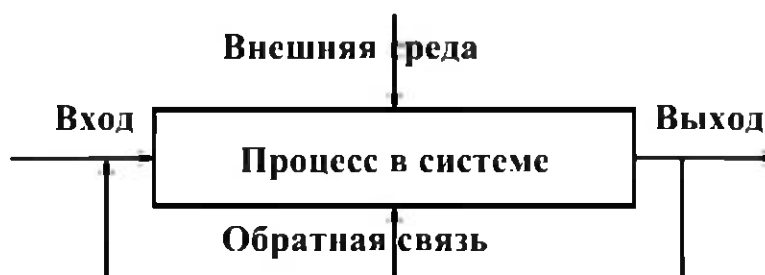 Внешняя среда
Вход
Выход
Процесс в системе
Обратная связь